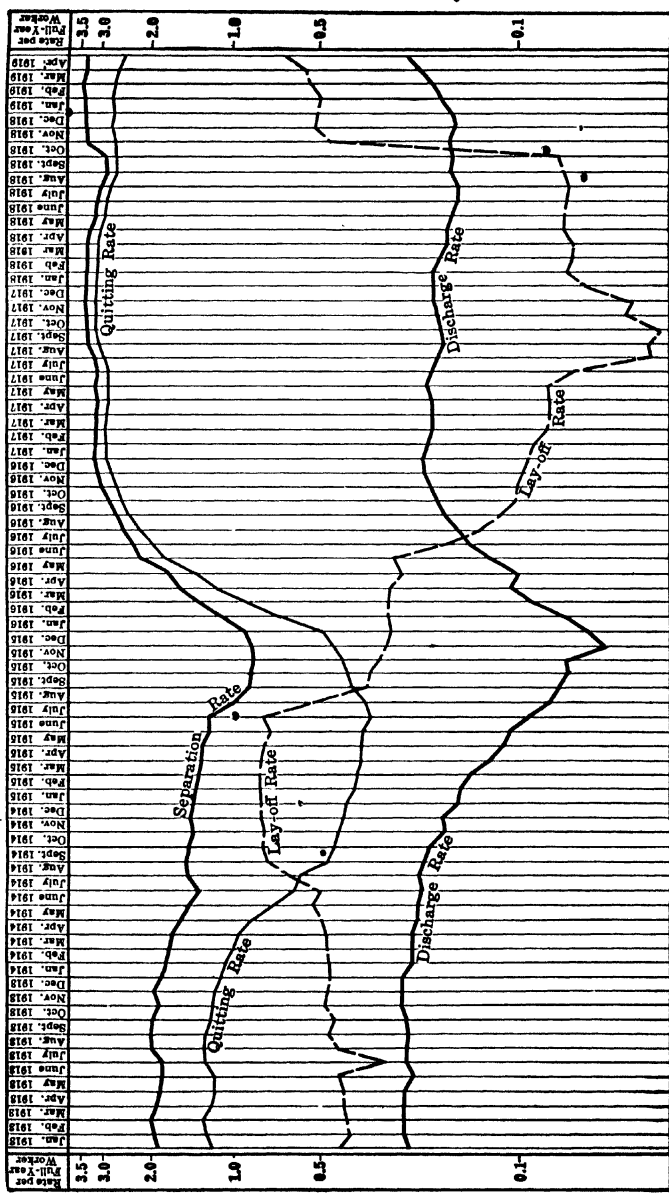 Rate per
Full-Year
Worker
3.5
3.0
2.0
1.0
0.5
0.1
Jan. 1913
Feb. 1913
Mar. 1913
Apr. 1913
May 1913
June 1913
July 1913
Aug. 1913
Sept. 1913
Oct. 1913
Nov. 1913
Dec. 1913
Jan. 1914
Feb. 1914
Mar. 1914
Apr. 1914
May 1914
June 1914
July 1914
Aug. 1914
Sept. 1914
Oct. 1914
Nov. 1914
Dec. 1914
Jan. 1915
Feb. 1915
Mar. 1915
Apr. 1915
May 1915
June 1915
July 1915
Aug. 1915
Sept. 1915
Oct. 1915
Nov. 1915
Dec. 1915
Jan. 1916
Feb. 1916
Mar. 1916
Apr. 1916
May 1916
June 1916
July 1916
Aug. 1916
Sept. 1916
Oct. 1916
Nov. 1916
Dec. 1916
Jan. 1917
Feb. 1917
Mar. 1917
Apr. 1917
May 1917
June 1917
July 1917
Aug. 1917
Sept. 1917
Oct. 1917
Nov. 1917
Dec. 1917
Jan. 1918
Feb 1918
Mar 1918
Apr. 1918
May 1918
June 1918
July 1918
Aug. 1918
Sept. 1918
Oct. 1918
Nov. 1918
Dec. 1918
Jan. 1919
Feb. 1919
Mar. 1919
Apr. 1919
Rate per
Full-Year
Worker
3.5
3.0
2.0
1.0
0.5
0.1
Separation Rate
Quitting Rate
Quitting Rate
Lay-off Rate
Lay-off Rate
Discharge Rate
Discharge Rate